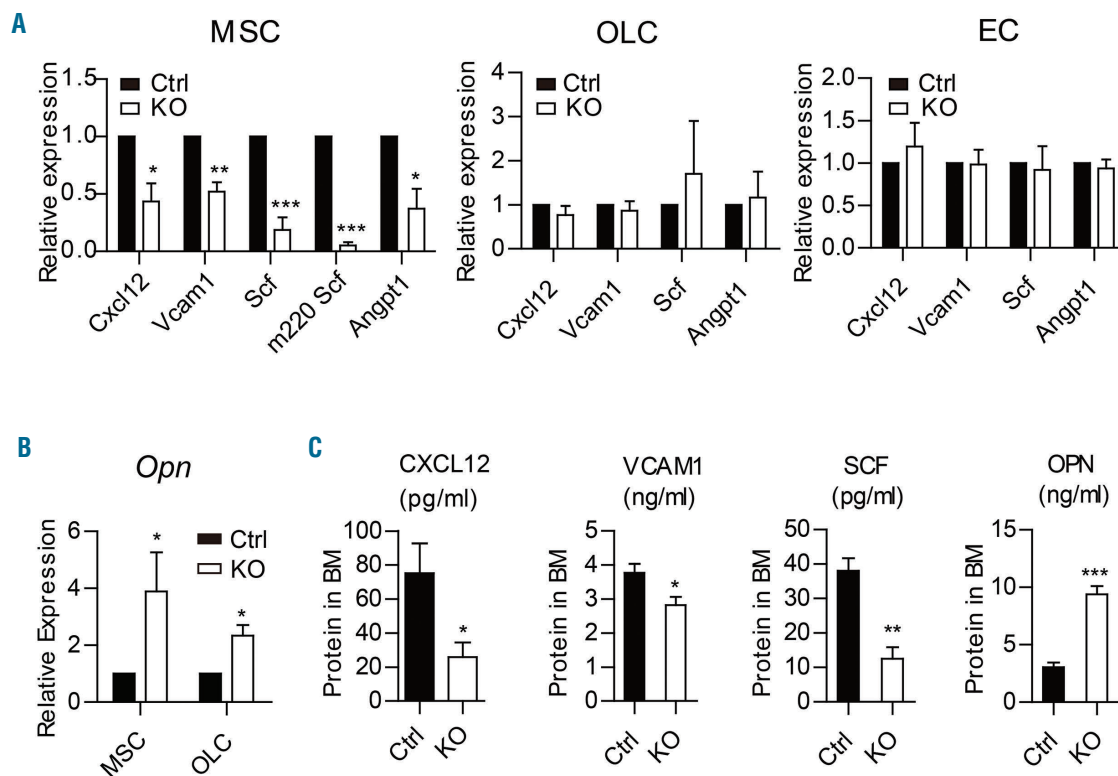 A
MSC
Relative expression
1.5
1.0
0.5
0.0
Ctrl
KO
*
**
***
***
*
Cxcl12
Vcam1
Scf
m220 Scf
Angpt1
OLC
Relative expression
4
3
2
1
0
Ctrl
KO
Cxcl12
Vcam1
Scf
Angpt1
EC
Relative expression
2.0
1.5
1.0
0.5
0.0
Ctrl
KO
Cxcl12
Vcam1
Scf
Angpt1
B
Opn
Relative Expression
6
4
2
0
Ctrl
KO
*
*
MSC
OLC
C
CXCL12
(pg/ml)
Protein in BM
100
80
60
40
20
0
*
Ctrl
KO
VCAM1
(ng/ml)
Protein in BM
5
4
3
2
1
0
*
Ctrl
KO
SCF
(pg/ml)
Protein in BM
50
40
30
20
10
0
**
Ctrl
KO
OPN
(ng/ml)
Protein in BM
15
10
5
0
***
Ctrl
KO